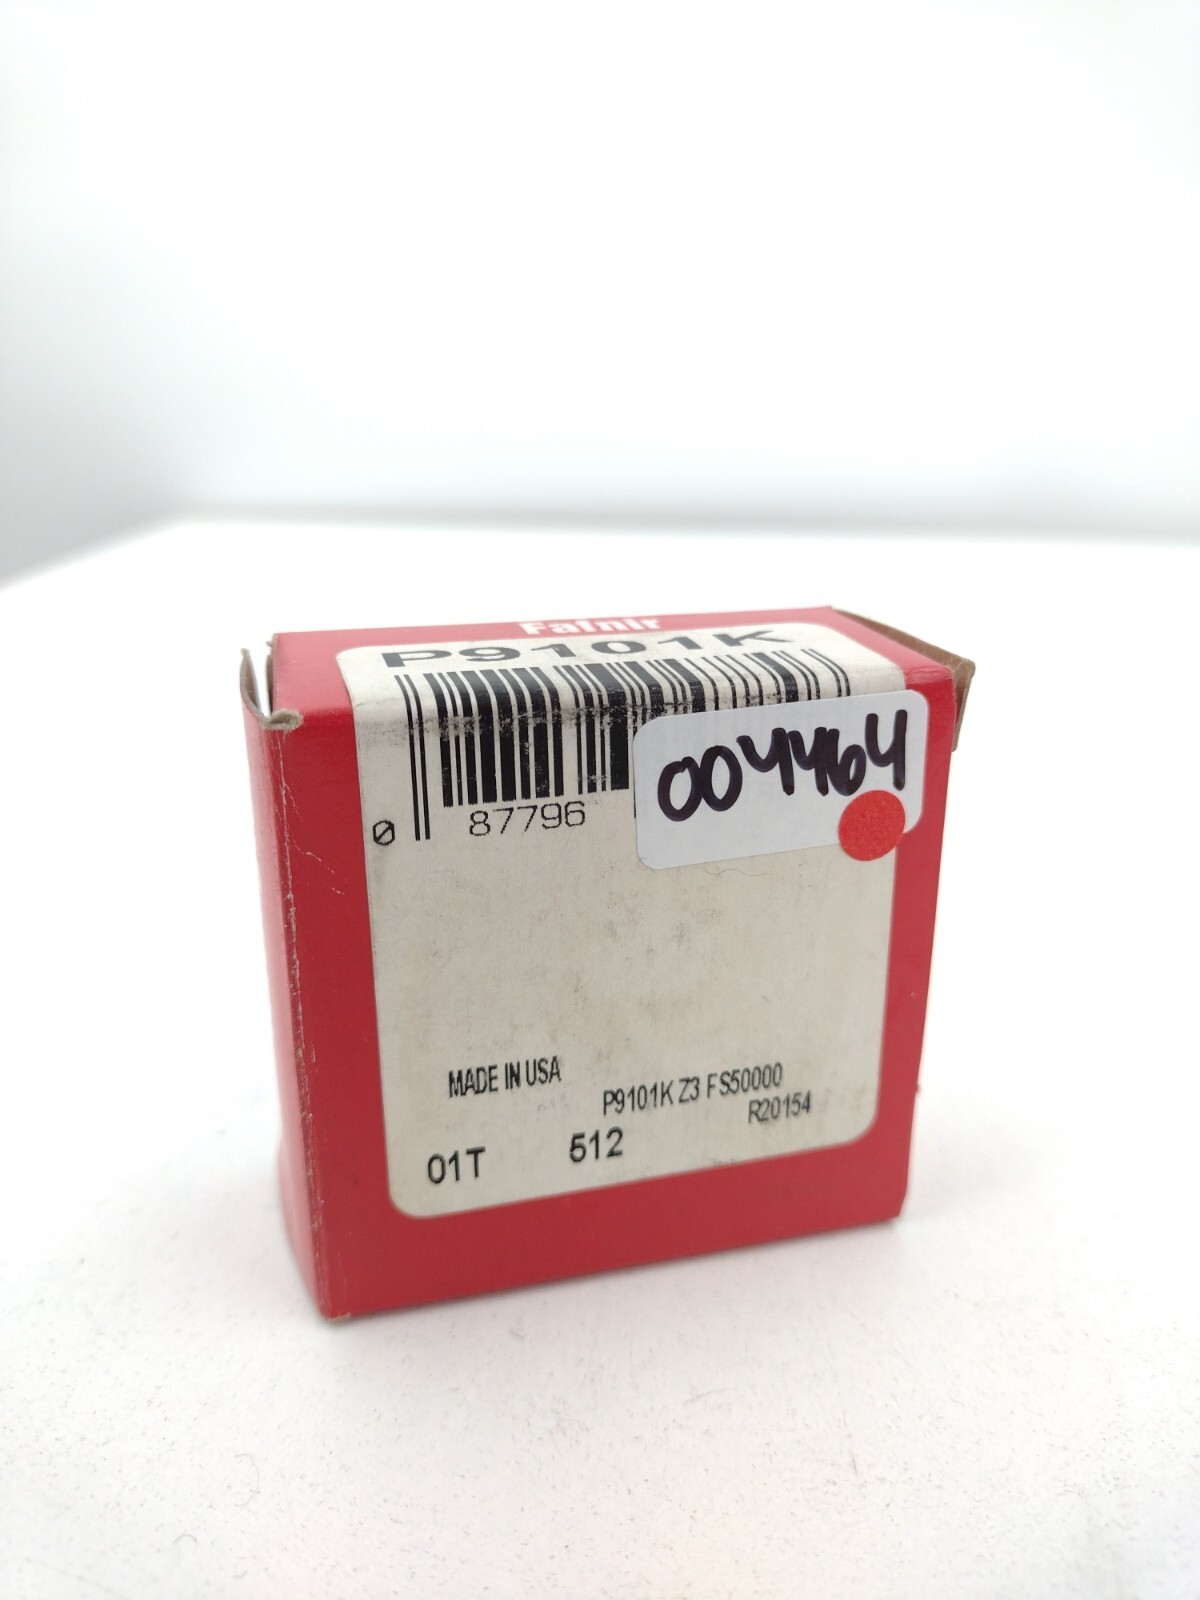 Fafnir
P9101K
004464
0 87796
MADE IN USA
P9101K Z3 FS50000
R20154
01T 512